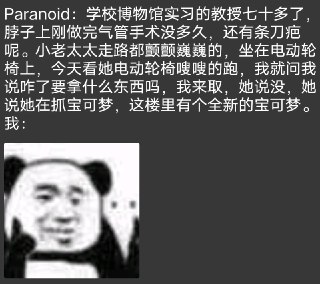 Paranoid：学校博物馆实习的教授七十多了，
脖子上刚做完气管手术没多久，还有条刀疤
呢。小老太太走路都颤颤巍巍的，坐在电动轮
椅上，今天看她电动轮椅嗖嗖的跑，我就问我
说咋了要拿什么东西吗，我来取，她说没，她
说她在抓宝可梦，这楼里有个全新的宝可梦。
我：